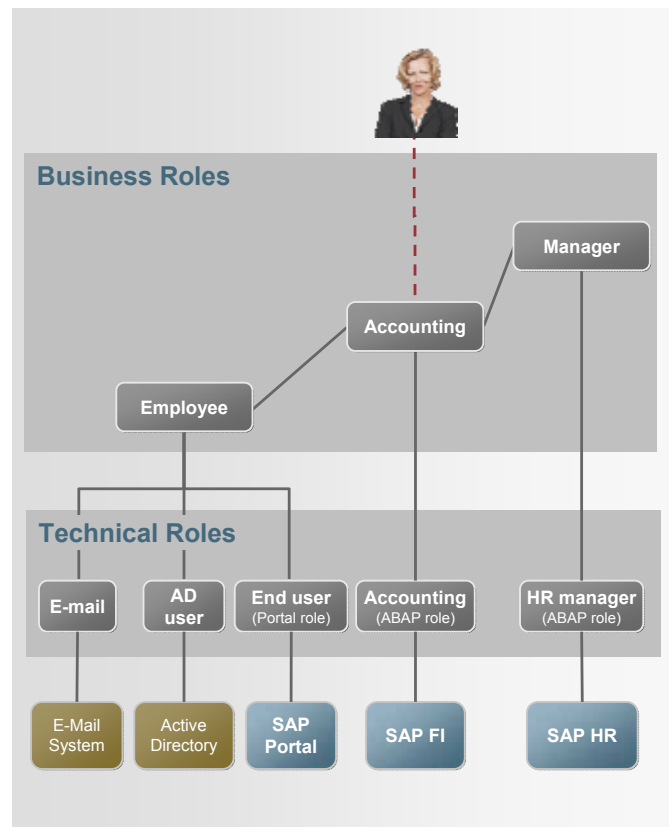 Business Roles
Manager
Accounting
Employee
Technical Roles
E-mail
AD
user
End user
(Portal role)
Accounting
(ABAP role)
HR manager
(ABAP role)
E-Mail
System
Active
Directory
SAP
Portal
SAP FI
SAP HR